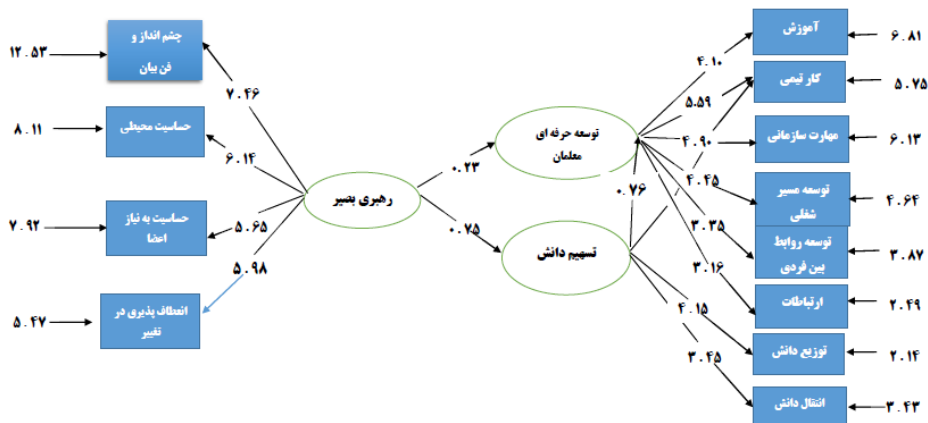 چشم انداز و
فن بیان
۱۲.۵۳
۷.۴۶
حساسیت محیطی
۸.۱۱
۶.۱۴
حساسیت به نیاز
اعضا
۷.۹۲
۵.۶۵
انعطاف پذیری در
تغییر
۵.۴۷
۵.۹۸
رهبری بصیر
۰.۲۳
۰.۷۵
توسعه حرفه ای
معلمان
۰.۷۶
تسهیم دانش
آموزش
۶.۸۱
۴.۱۰
کار تیمی
۵.۷۵
۵.۵۹
مهارت سازمانی
۶.۱۳
۴.۹۰
توسعه مسیر
شغلی
۴.۶۴
۴.۴۵
توسعه روابط
بین فردی
۳.۸۷
۳.۳۵
ارتباطات
۲.۴۹
۳.۱۶
توزیع دانش
۲.۱۴
۴.۱۵
انتقال دانش
۳.۴۳
۳.۴۵